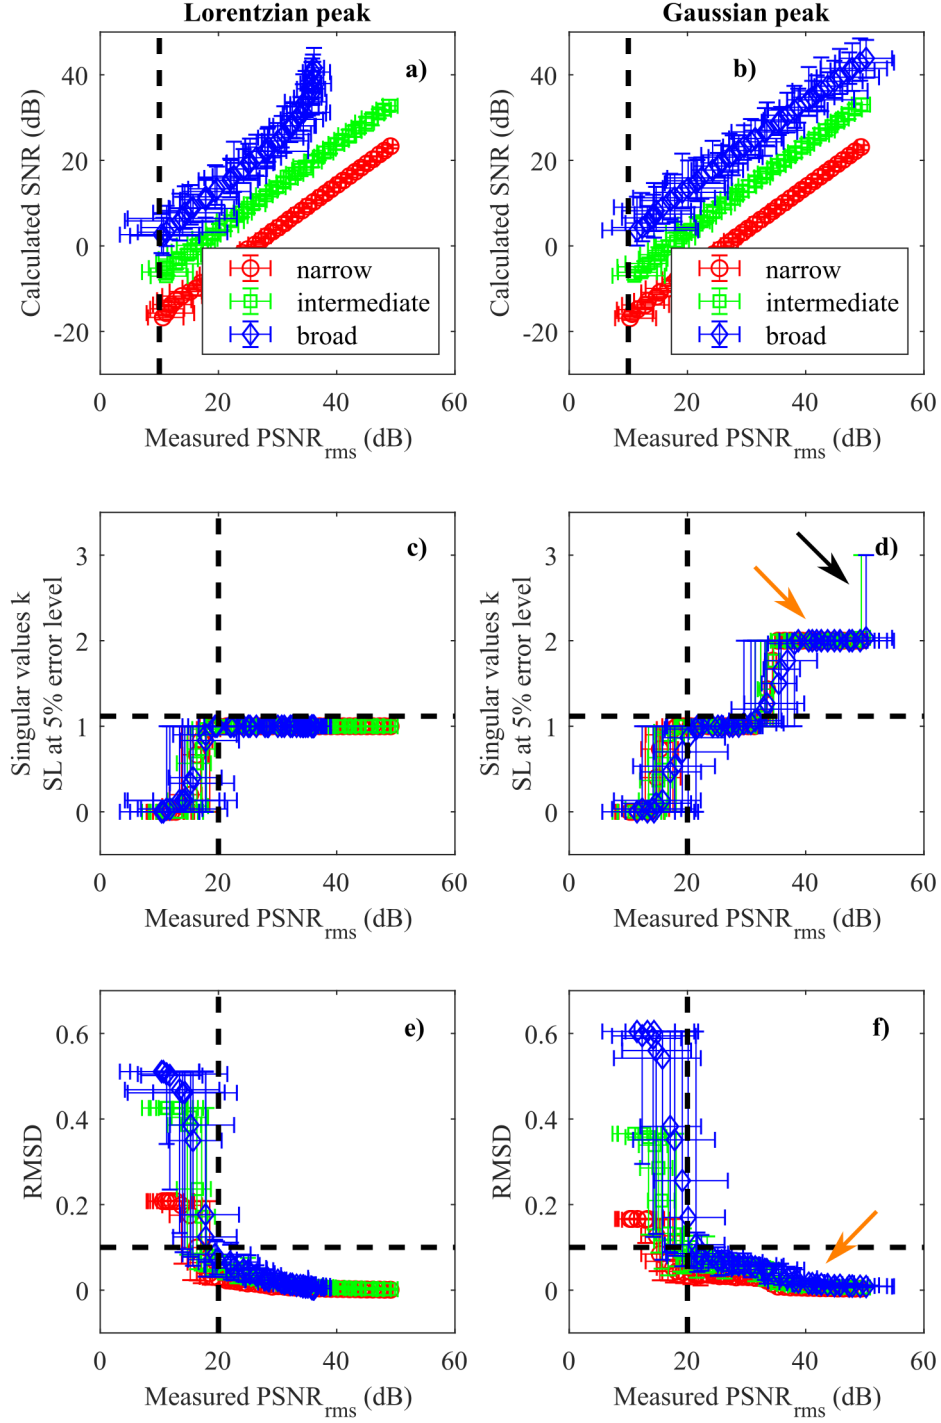 Lorentzian peak
Gaussian peak
a)
b)
Calculated SNR (dB)
40
20
0
-20
narrow
intermediate
broad
0 20 40 60
Measured PSNRrms (dB)
Calculated SNR (dB)
40
20
0
-20
narrow
intermediate
broad
0 20 40 60
Measured PSNRrms (dB)
c)
d)
Singular values k
SL at 5% error level
3
2
1
0
0 20 40 60
Measured PSNRrms (dB)
Singular values k
SL at 5% error level
3
2
1
0
0 20 40 60
Measured PSNRrms (dB)
e)
f)
RMSD
0.6
0.4
0.2
0
0 20 40 60
Measured PSNRrms (dB)
RMSD
0.6
0.4
0.2
0
0 20 40 60
Measured PSNRrms (dB)